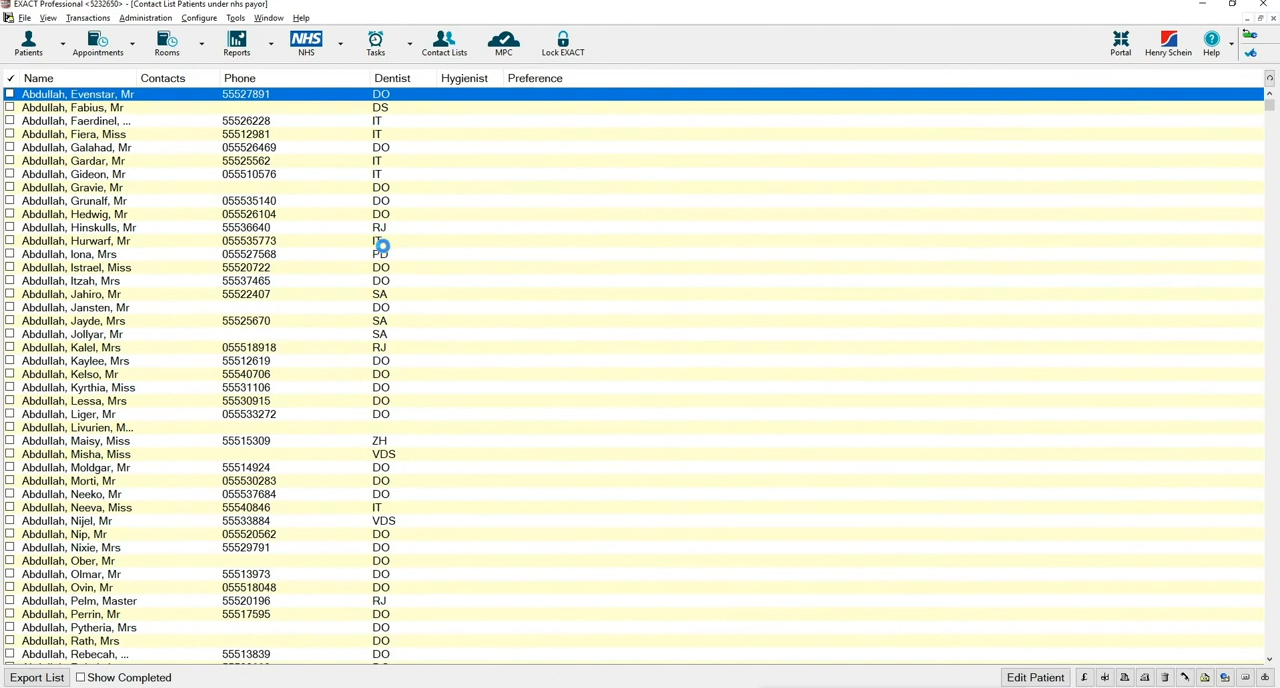 EXACT Professional <5232650> - [Contact List Patients under nhs payor]
File View Transactions Administration Configure Tools Window Help
Patients Appointments Rooms Reports NHS NHS Tasks Contact Lists MPC Lock EXACT Portal Henry Schein Help
Name Contacts Phone Dentist Hygienist Preference
Abdullah, Evenstar, Mr 55527891 DO
Abdullah, Fabius, Mr DS
Abdullah, Faerdinel, ... 55526228 IT
Abdullah, Fiera, Miss 55512981 IT
Abdullah, Galahad, Mr 055526469 DO
Abdullah, Gardar, Mr 55525562 IT
Abdullah, Gideon, Mr 055510576 IT
Abdullah, Gravie, Mr DO
Abdullah, Grunalf, Mr 055535140 DO
Abdullah, Hedwig, Mr 055526104 DO
Abdullah, Hinskulls, Mr 55536640 RJ
Abdullah, Hurwarf, Mr 055535773 IT
Abdullah, Iona, Mrs 055527568 PD
Abdullah, Istrael, Miss 55520722 DO
Abdullah, Itzah, Mrs 55537465 DO
Abdullah, Jahiro, Mr 55522407 SA
Abdullah, Jansten, Mr DO
Abdullah, Jayde, Mrs 55525670 SA
Abdullah, Jollyar, Mr SA
Abdullah, Kalel, Mrs 055518918 RJ
Abdullah, Kaylee, Mrs 55512619 DO
Abdullah, Kelso, Mr 55540706 DO
Abdullah, Kyrthia, Miss 55531106 DO
Abdullah, Lessa, Mrs 55530915 DO
Abdullah, Liger, Mr 055533272 DO
Abdullah, Livurien, M...
Abdullah, Maisy, Miss 55515309 ZH
Abdullah, Misha, Miss VDS
Abdullah, Moldgar, Mr 55514924 DO
Abdullah, Morti, Mr 055530283 DO
Abdullah, Neeko, Mr 055537684 DO
Abdullah, Neeva, Miss 55540846 IT
Abdullah, Nijel, Mr 55533884 VDS
Abdullah, Nip, Mr 055520562 DO
Abdullah, Nixie, Mrs 55529791 DO
Abdullah, Ober, Mr DO
Abdullah, Olmar, Mr 55513973 DO
Abdullah, Ovin, Mr 055518048 DO
Abdullah, Pelm, Master 55520196 RJ
Abdullah, Perrin, Mr 55517595 DO
Abdullah, Pytheria, Mrs DO
Abdullah, Rath, Mrs DO
Abdullah, Rebecah, ... 55513839 DO
Export List Show Completed Edit Patient £